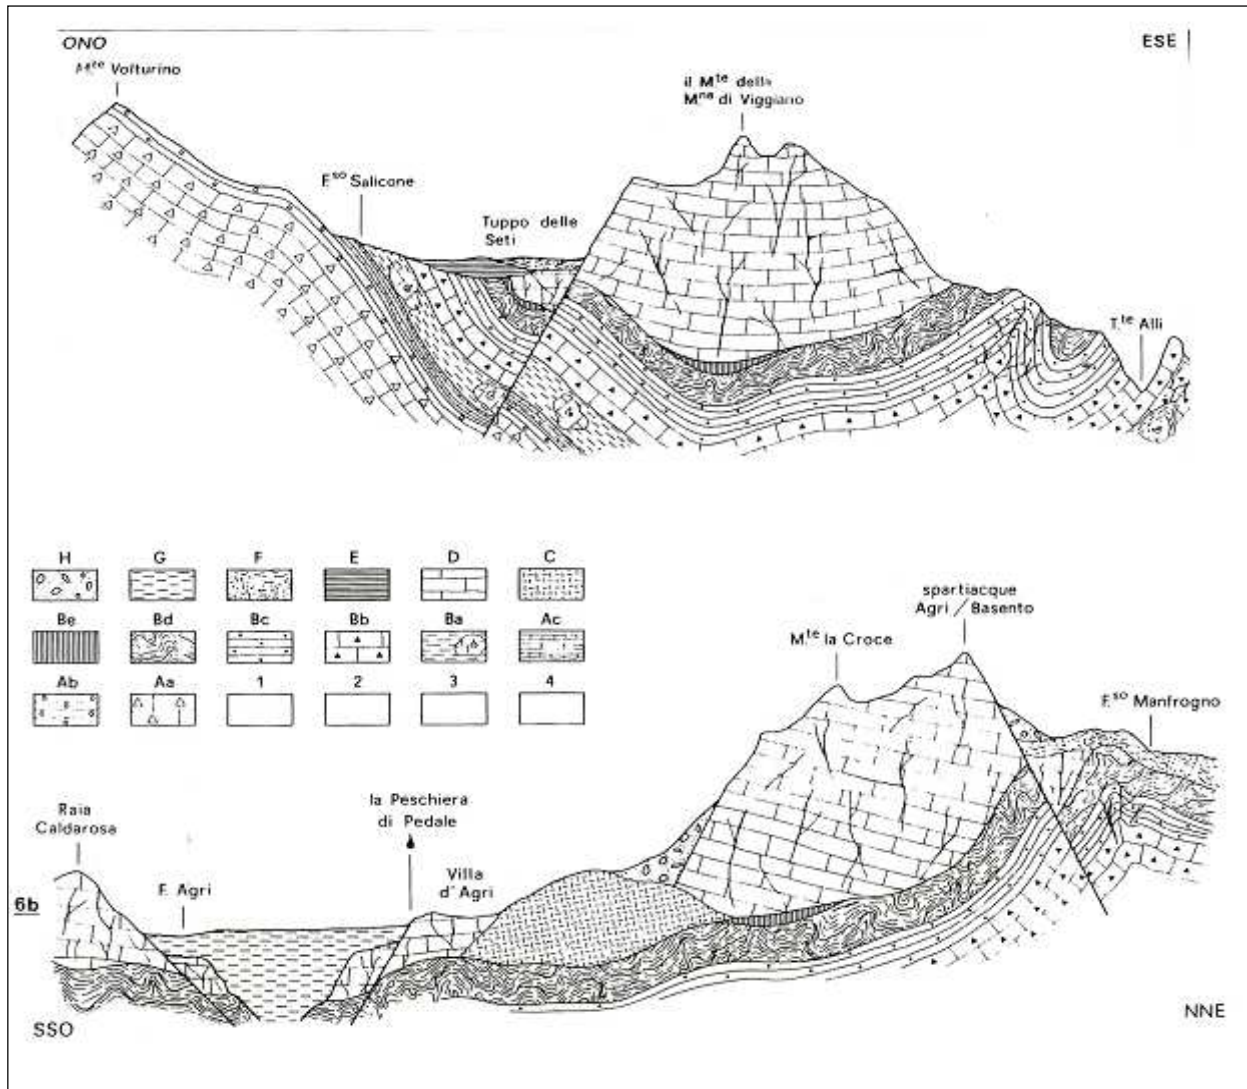 ONO
ESE
M.te Volturino
il M.te della
M.na di Viggiano
F.so Salicone
Tuppo delle
Seti
T.te Alli
H G F E D C
Be Bd Bc Bb Ba Ac
Ab Aa 1 2 3 4
spartiacque
Agri / Basento
M.te la Croce
F.so Manfrogno
Raia
Caldarosa
la Peschiera
di Pedale
F. Agri
Villa
d'Agri
6b
SSO
NNE